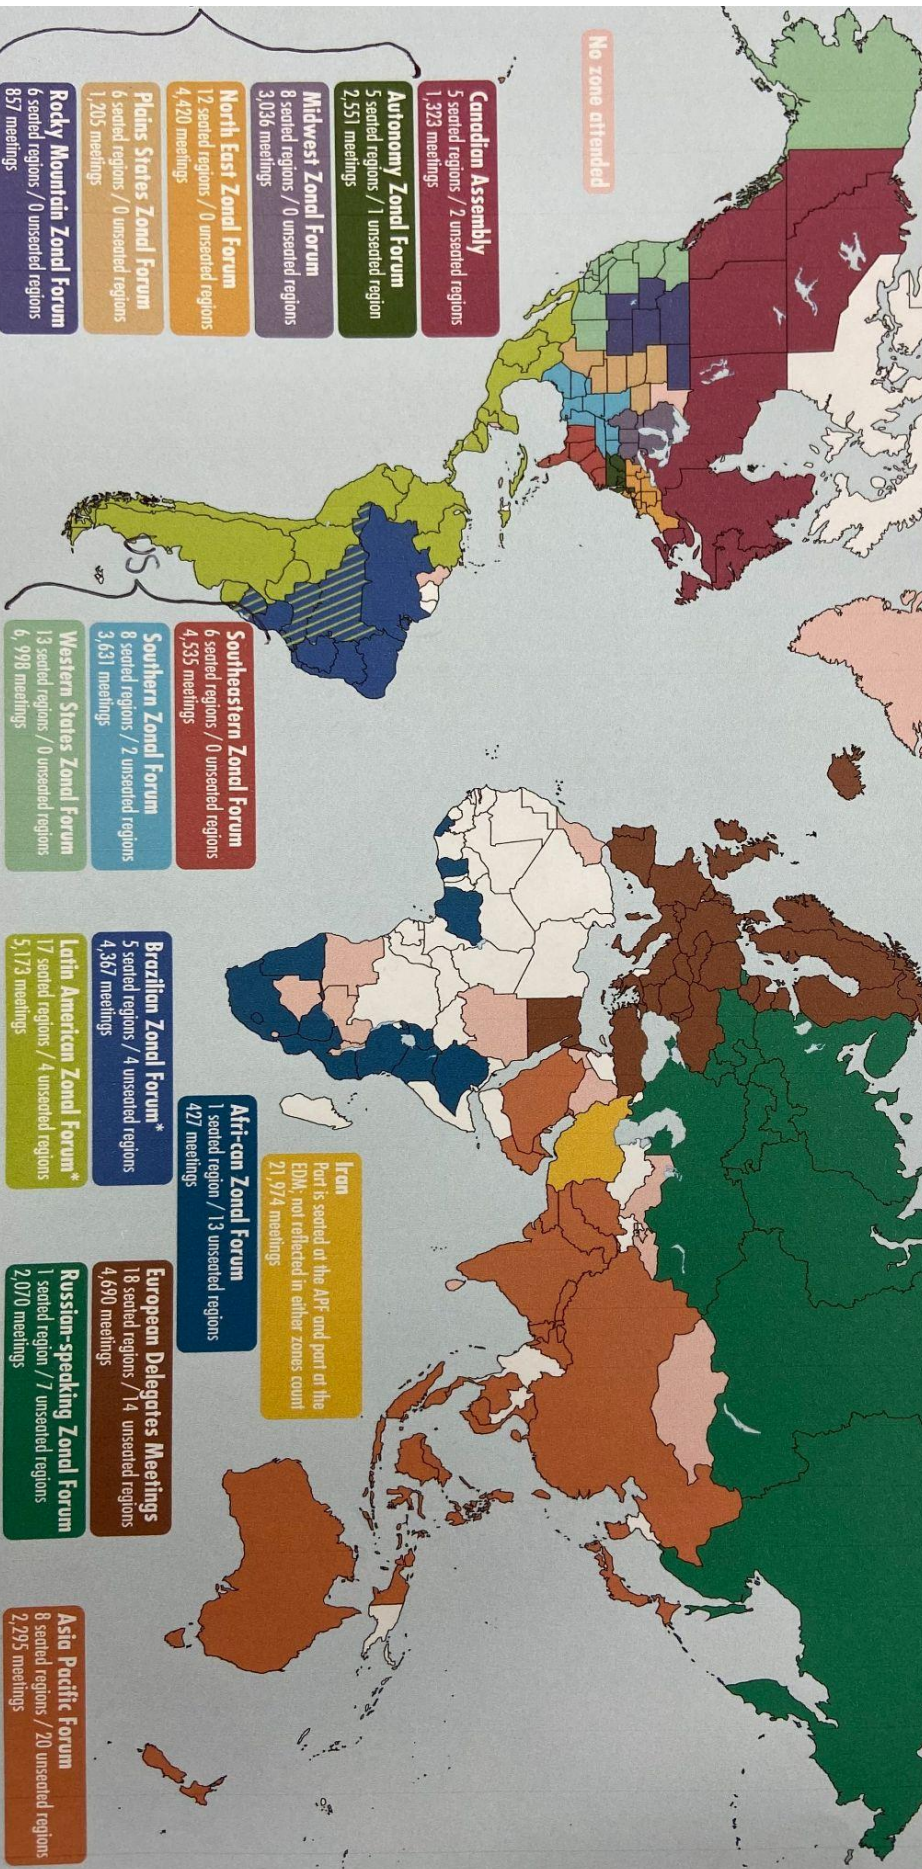 No zone attended
Canadian Assembly
5 seated regions / 2 unseated regions
1,323 meetings
Autonomy Zonal Forum
5 seated regions / 1 unseated region
2,551 meetings
Midwest Zonal Forum
8 seated regions / 0 unseated regions
3,036 meetings
North East Zonal Forum
12 seated regions / 0 unseated regions
4,420 meetings
Plains States Zonal Forum
6 seated regions / 0 unseated regions
1,205 meetings
Rocky Mountain Zonal Forum
6 seated regions / 0 unseated regions
857 meetings
US
Southeastern Zonal Forum
6 seated regions / 0 unseated regions
4,535 meetings
Southern Zonal Forum
8 seated regions / 2 unseated regions
3,631 meetings
Western States Zonal Forum
13 seated regions / 0 unseated regions
6, 998 meetings
Brazilian Zonal Forum*
5 seated regions / 4 unseated regions
4,367 meetings
Latin American Zonal Forum*
17 seated regions / 4 unseated regions
5,173 meetings
Iran
Part is seated at the APF and part at the
EDM; not reflected in either zones count
21,974 meetings
Afri-can Zonal Forum
1 seated region / 13 unseated regions
427 meetings
European Delegates Meetings
18 seated regions /14 unseated regions
4,690 meetings
Russian-speaking Zonal Forum
1 seated region / 7 unseated regions
2,070 meetings
Asia Pacific Forum
8 seated regions / 20 unseated regions
2,295 meetings